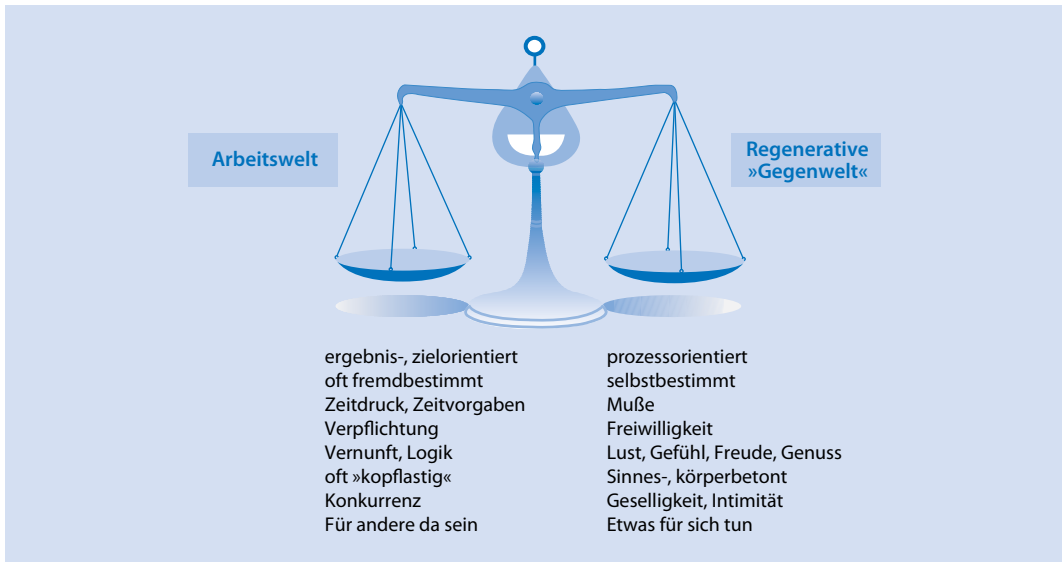 Arbeitswelt
Regenerative
»Gegenwelt«
ergebnis-, zielorientiert
oft fremdbestimmt
Zeitdruck, Zeitvorgaben
Verpflichtung
Vernunft, Logik
oft »kopflastig«
Konkurrenz
Für andere da sein
prozessorientiert
selbstbestimmt
Muße
Freiwilligkeit
Lust, Gefühl, Freude, Genuss
Sinnes-, körperbetont
Geselligkeit, Intimität
Etwas für sich tun